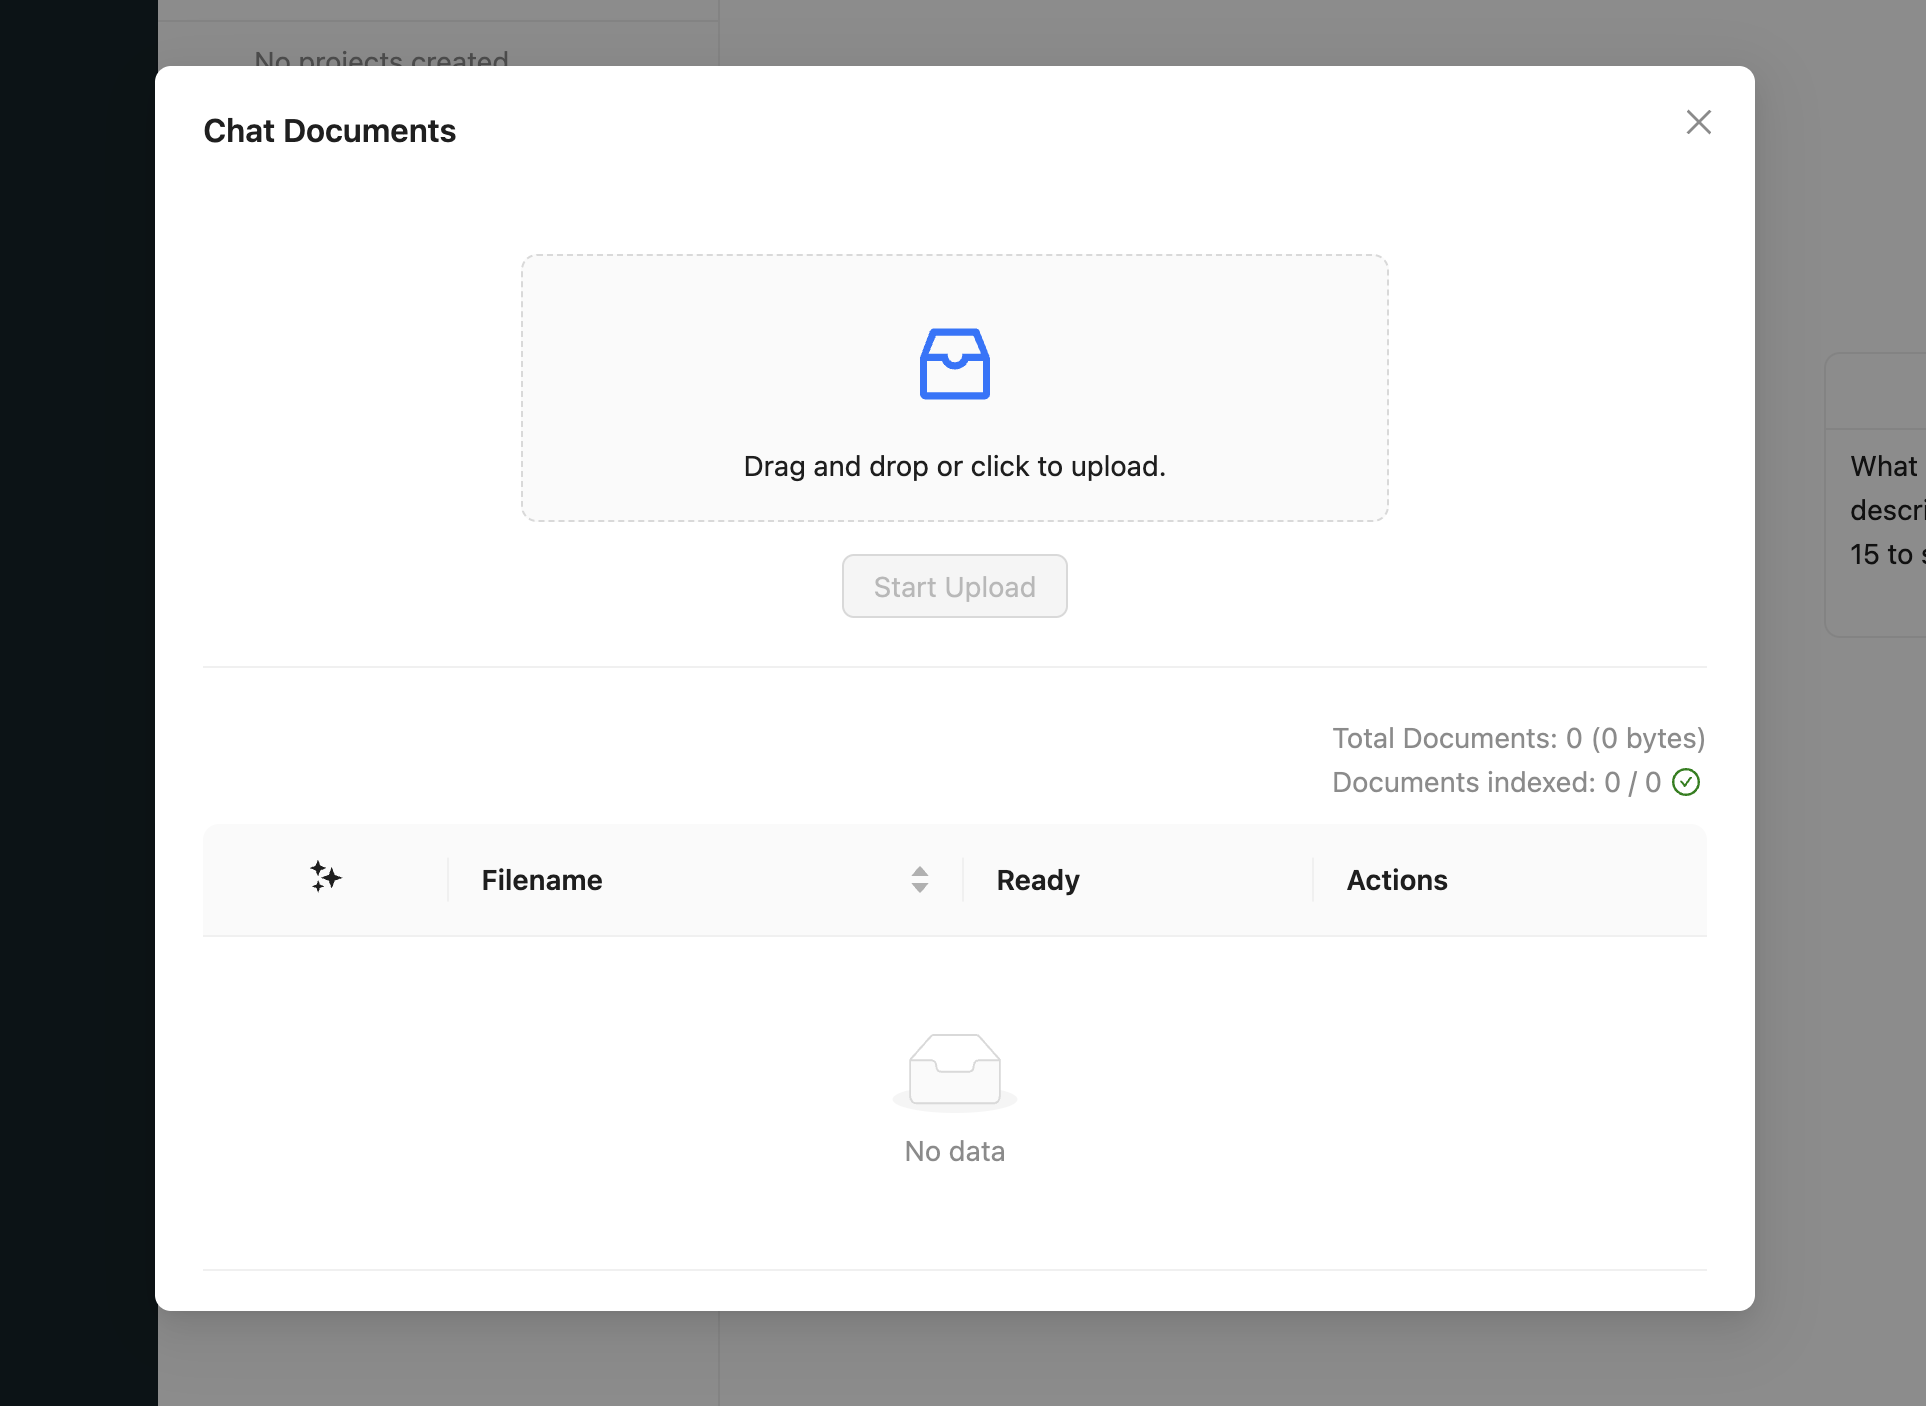 No projects created
Chat Documents
Drag and drop or click to upload.
Start Upload
Total Documents: 0 (0 bytes)
Documents indexed: 0 / 0
Filename
Ready
Actions
No data
What
descri
15 to